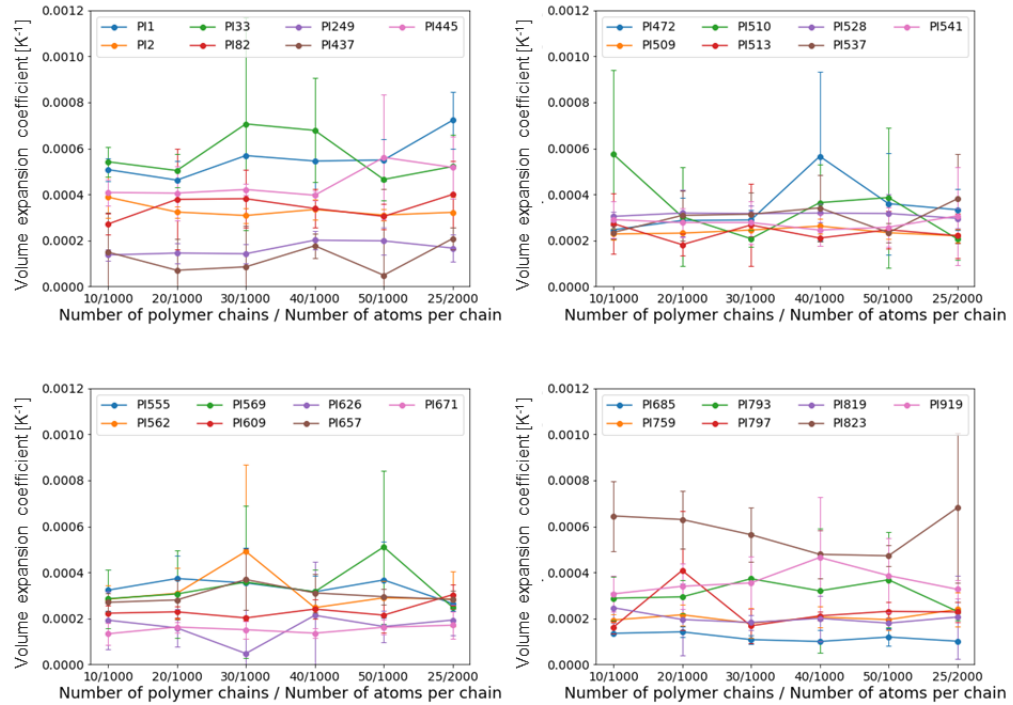 PI1 PI33 PI249 PI445
PI2 PI82 PI437
Volume expansion coefficient [K⁻¹]
0.0012
0.0010
0.0008
0.0006
0.0004
0.0002
0.0000
10/1000 20/1000 30/1000 40/1000 50/1000 25/2000
Number of polymer chains / Number of atoms per chain
PI472 PI510 PI528 PI541
PI509 PI513 PI537
Volume expansion coefficient [K⁻¹]
0.0012
0.0010
0.0008
0.0006
0.0004
0.0002
0.0000
10/1000 20/1000 30/1000 40/1000 50/1000 25/2000
Number of polymer chains / Number of atoms per chain
PI555 PI569 PI626 PI671
PI562 PI609 PI657
Volume expansion coefficient [K⁻¹]
0.0012
0.0010
0.0008
0.0006
0.0004
0.0002
0.0000
10/1000 20/1000 30/1000 40/1000 50/1000 25/2000
Number of polymer chains / Number of atoms per chain
PI685 PI793 PI819 PI919
PI759 PI797 PI823
Volume expansion coefficient [K⁻¹]
0.0012
0.0010
0.0008
0.0006
0.0004
0.0002
0.0000
10/1000 20/1000 30/1000 40/1000 50/1000 25/2000
Number of polymer chains / Number of atoms per chain